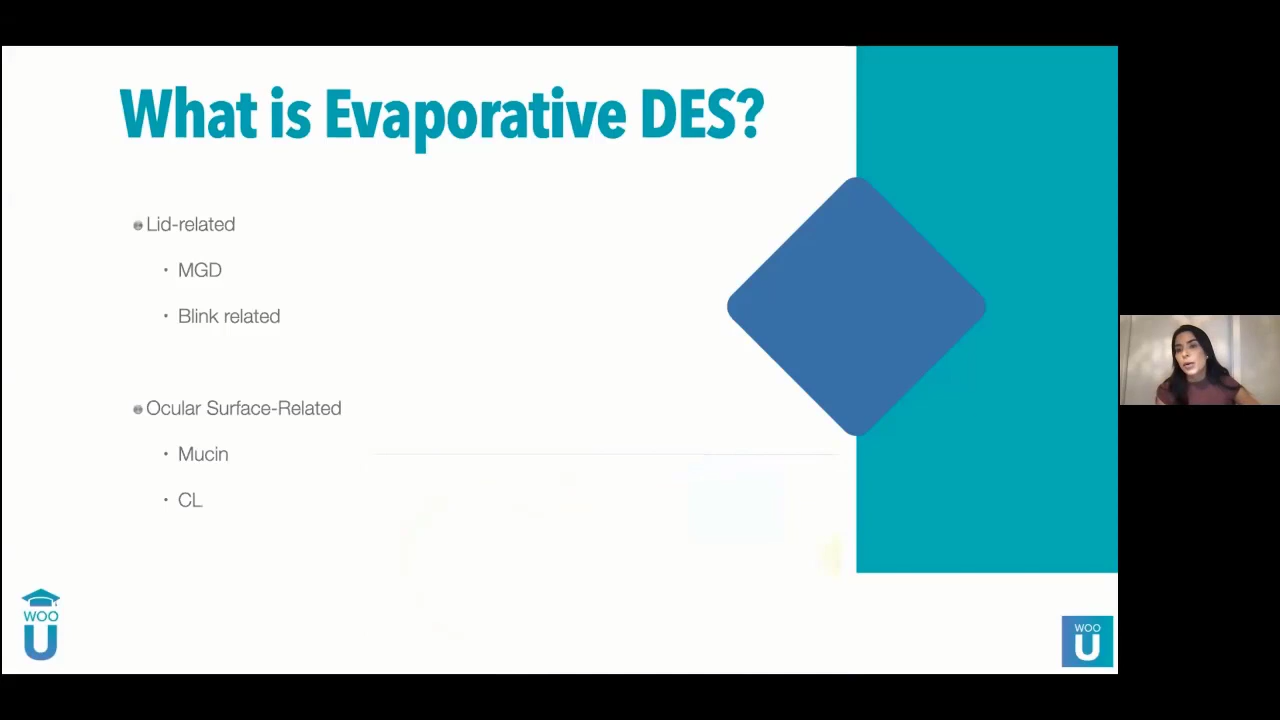 What is Evaporative DES?
Lid-related
MGD
Blink related
Ocular Surface-Related
Mucin
CL
WOO
U
WOO
U